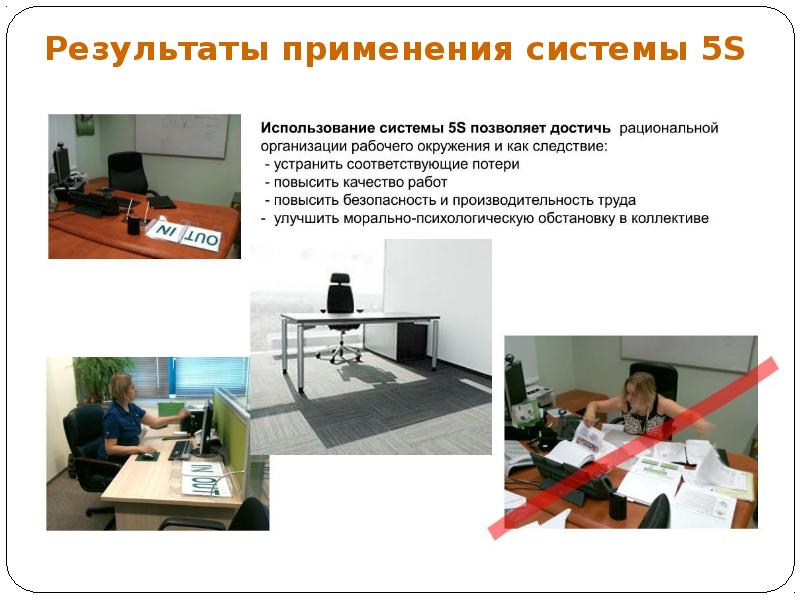 Результаты применения системы 5S
Использование системы 5S позволяет достичь рациональной
организации рабочего окружения и как следствие:
- устранить соответствующие потери
- повысить качество работ
- повысить безопасность и производительность труда
- улучшить морально-психологическую обстановку в коллективе
IN
OUT
IN
OUT